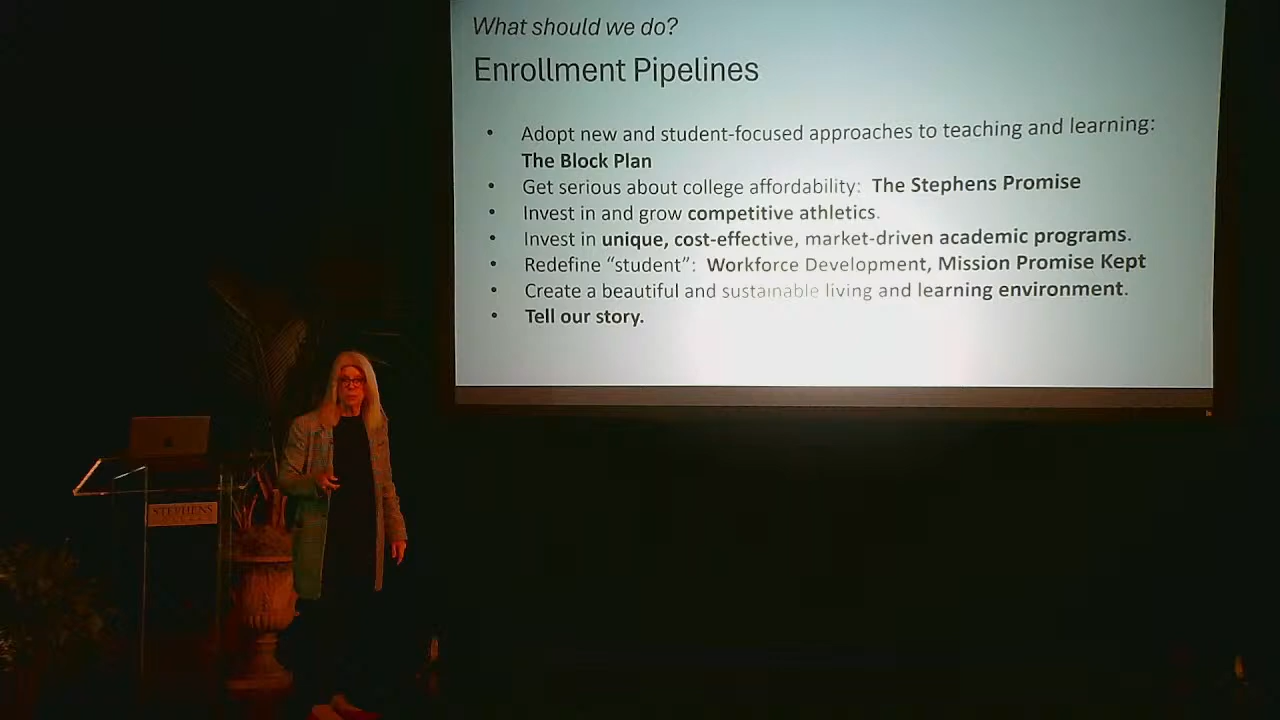 What should we do?
Enrollment Pipelines
• Adopt new and student-focused approaches to teaching and learning:
The Block Plan
• Get serious about college affordability: The Stephens Promise
• Invest in and grow competitive athletics.
• Invest in unique, cost-effective, market-driven academic programs.
• Redefine “student”: Workforce Development, Mission Promise Kept
• Create a beautiful and sustainable living and learning environment.
• Tell our story.
STEPHENS